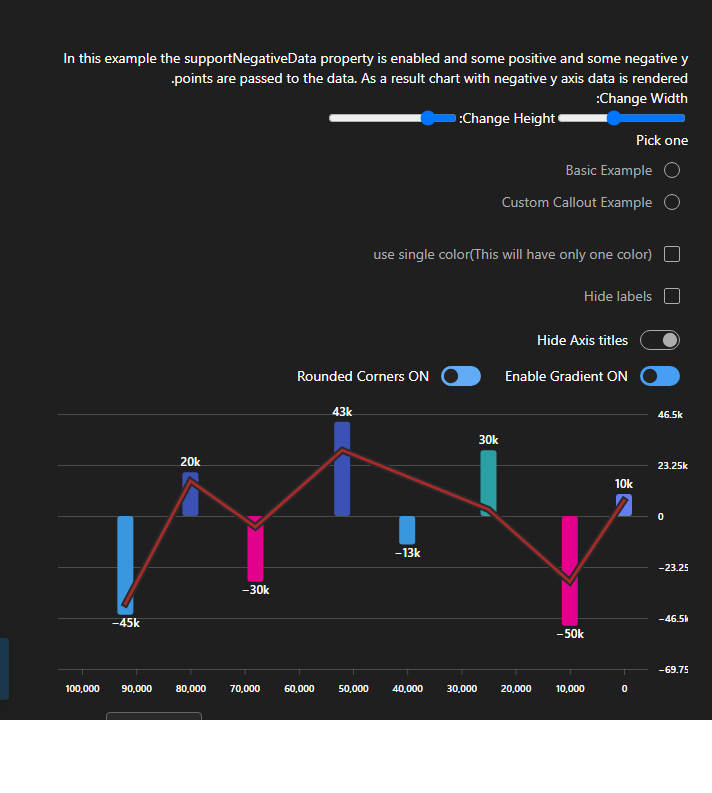 In this example the supportNegativeData property is enabled and some positive and some negative y
.points are passed to the data. As a result chart with negative y axis data is rendered
:Change Width
:Change Height
Pick one
Basic Example
Custom Callout Example
use single color(This will have only one color)
Hide labels
Hide Axis titles
Rounded Corners ON
Enable Gradient ON
43k
46.5k
30k
20k
23.25k
10k
0
−13k
−23.25
−30k
−45k
−46.5k
−50k
−69.75
100,000
90,000
80,000
70,000
60,000
50,000
40,000
30,000
20,000
10,000
0